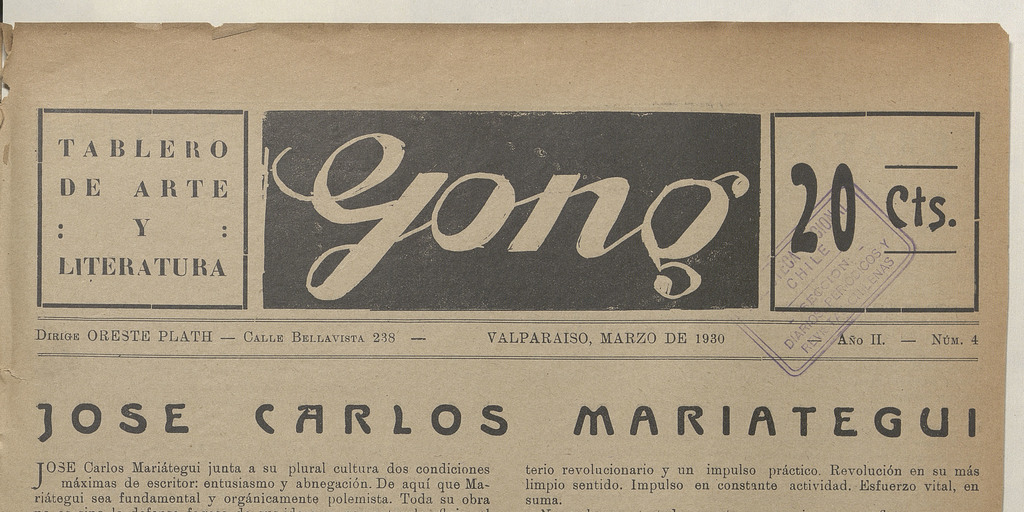 TABLERO
DE ARTE
: Y :
LITERATURA
Gong
20 Cts.
CHILE
DIRIGE ORESTE PLATH — CALLE BELLAVISTA 238 — VALPARAISO, MARZO DE 1930 AÑO II. — NÚM. 4
JOSE CARLOS MARIATEGUI
JOSE Carlos Mariátegui junta a su plural cultura dos condiciones
máximas de escritor: entusiasmo y abnegación. De aquí que Ma-
riátegui sea fundamental y orgánicamente polemista. Toda su obra
terio revolucionario y un impulso práctico. Revolución en su más
limpio sentido. Impulso en constante actividad. Esfuerzo vital, en
suma.